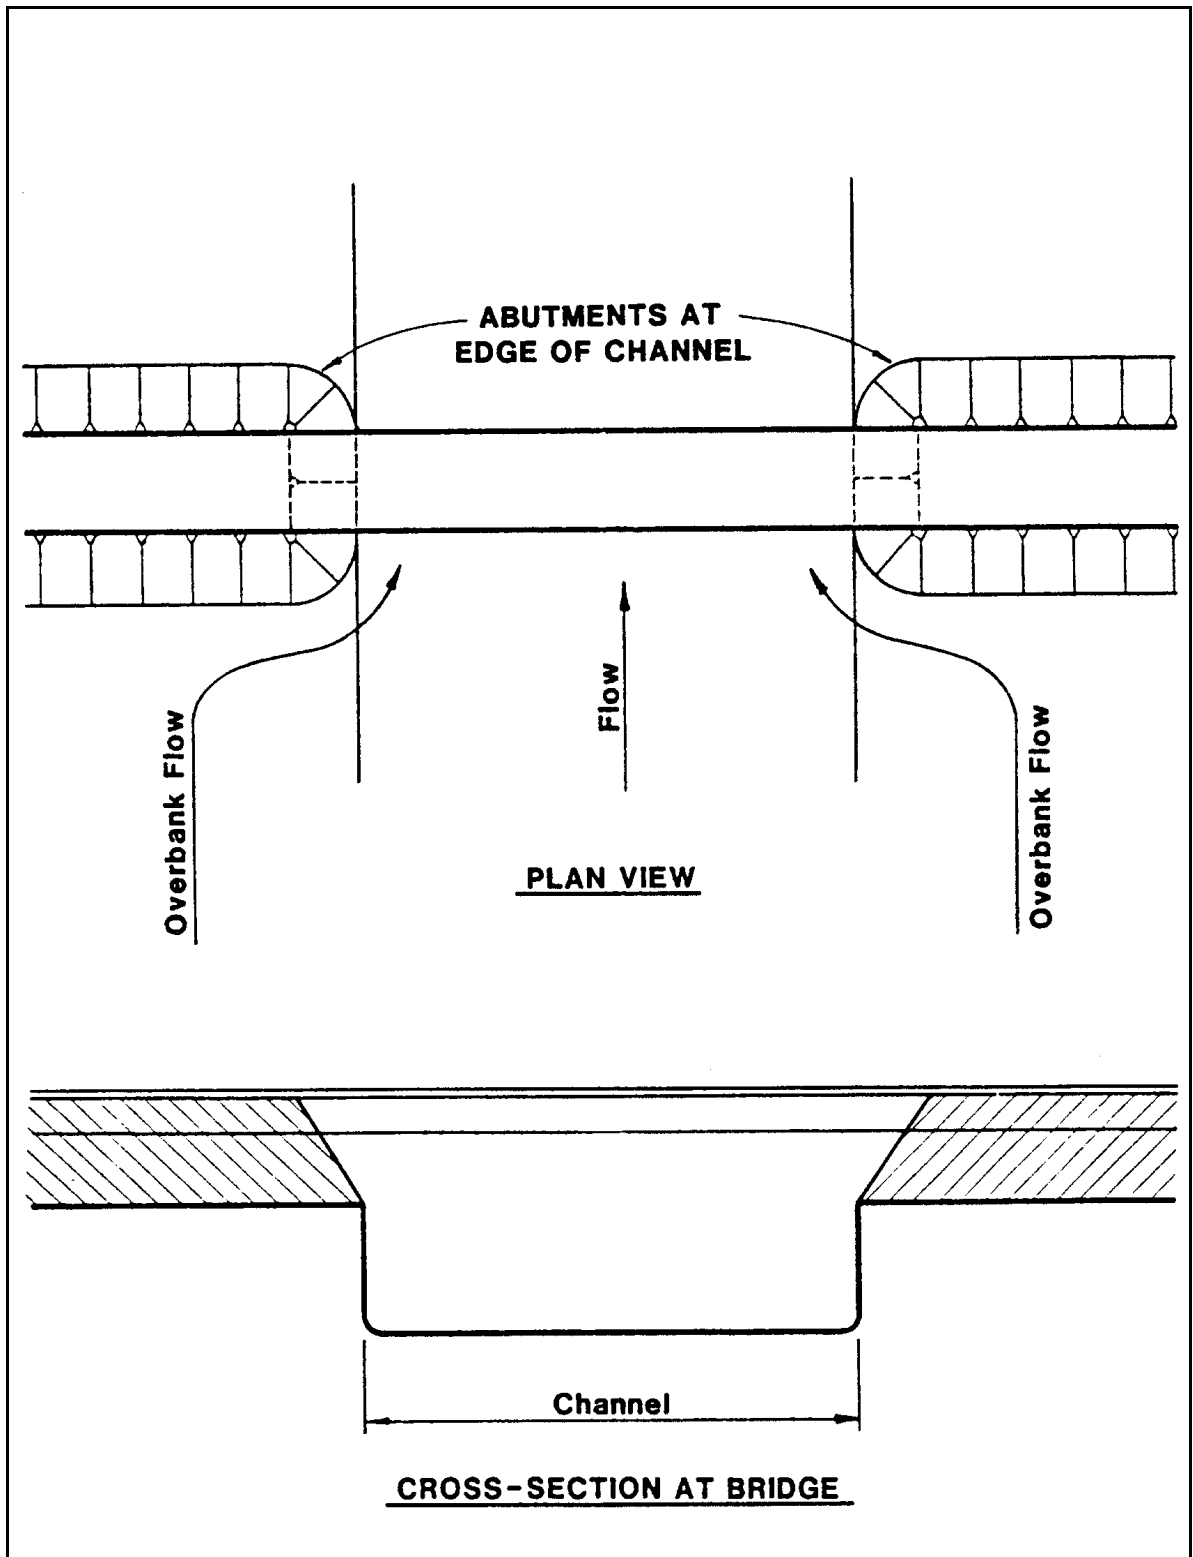 ABUTMENTS AT
EDGE OF CHANNEL
Flow
Overbank Flow
Overbank Flow
PLAN VIEW
Channel
CROSS-SECTION AT BRIDGE